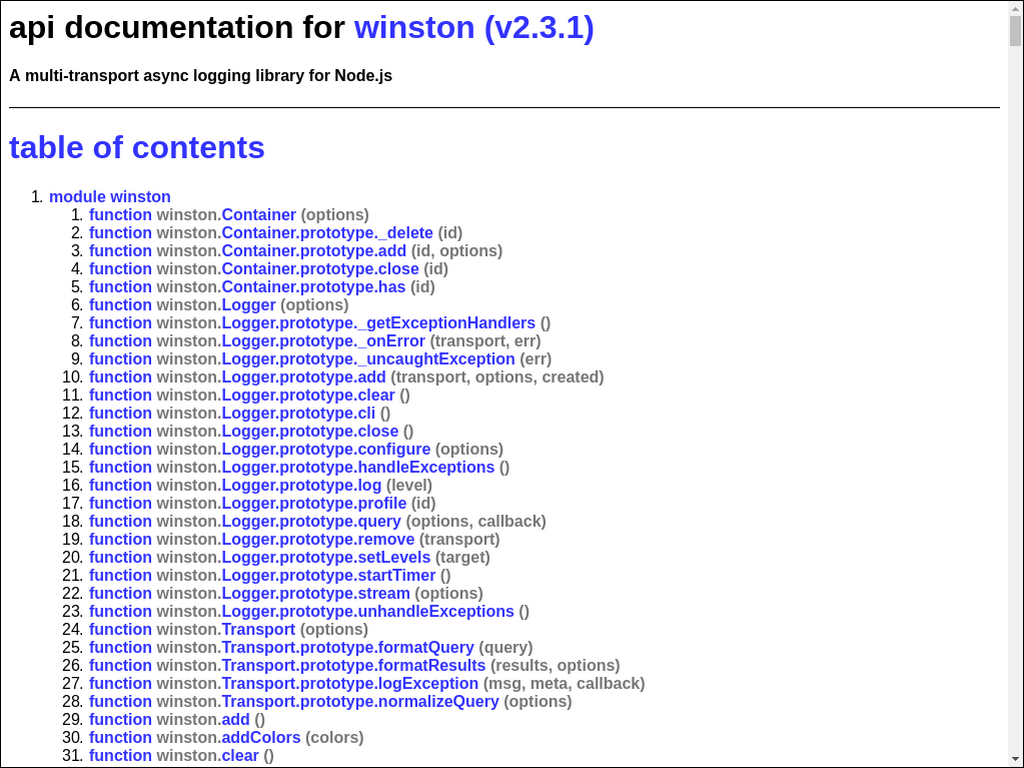 api documentation for winston (v2.3.1)
A multi-transport async logging library for Node.js
table of contents
1. module winston
1. function winston.Container (options)
2. function winston.Container.prototype._delete (id)
3. function winston.Container.prototype.add (id, options)
4. function winston.Container.prototype.close (id)
5. function winston.Container.prototype.has (id)
6. function winston.Logger (options)
7. function winston.Logger.prototype._getExceptionHandlers ()
8. function winston.Logger.prototype._onError (transport, err)
9. function winston.Logger.prototype._uncaughtException (err)
10. function winston.Logger.prototype.add (transport, options, created)
11. function winston.Logger.prototype.clear ()
12. function winston.Logger.prototype.cli ()
13. function winston.Logger.prototype.close ()
14. function winston.Logger.prototype.configure (options)
15. function winston.Logger.prototype.handleExceptions ()
16. function winston.Logger.prototype.log (level)
17. function winston.Logger.prototype.profile (id)
18. function winston.Logger.prototype.query (options, callback)
19. function winston.Logger.prototype.remove (transport)
20. function winston.Logger.prototype.setLevels (target)
21. function winston.Logger.prototype.startTimer ()
22. function winston.Logger.prototype.stream (options)
23. function winston.Logger.prototype.unhandleExceptions ()
24. function winston.Transport (options)
25. function winston.Transport.prototype.formatQuery (query)
26. function winston.Transport.prototype.formatResults (results, options)
27. function winston.Transport.prototype.logException (msg, meta, callback)
28. function winston.Transport.prototype.normalizeQuery (options)
29. function winston.add ()
30. function winston.addColors (colors)
31. function winston.clear ()